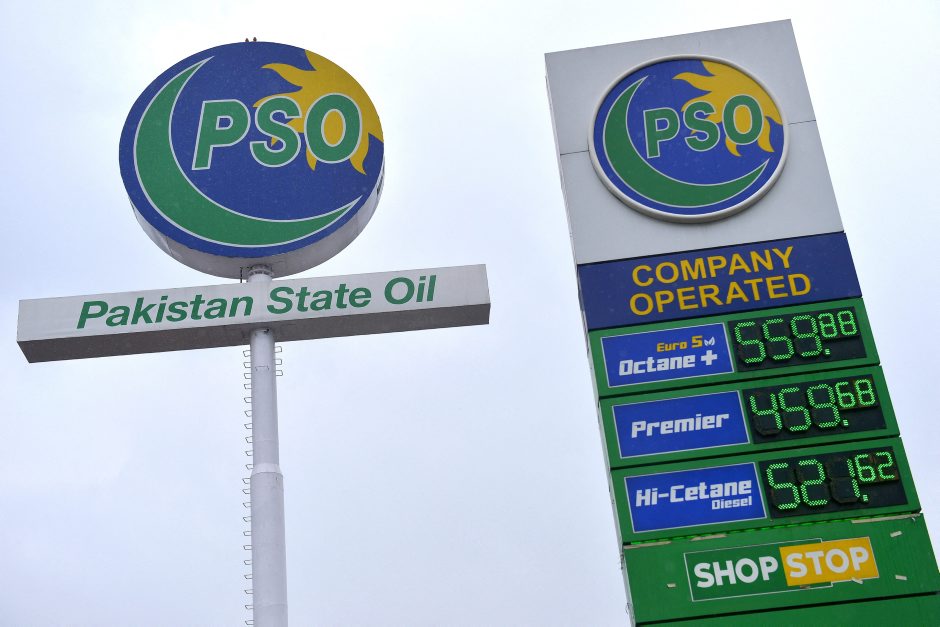 PSO
Pakistan State Oil
PSO
COMPANY
OPERATED
Euro 5
Octane +
559.88
Premier
459.68
Hi-Cetane
Diesel
521.62
SHOP STOP